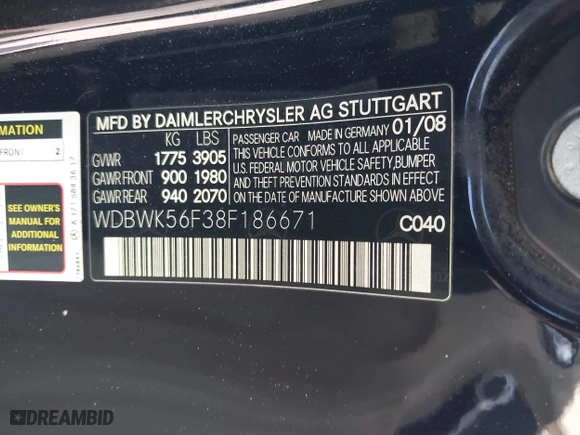 MATION
FRONT 2
SEE OWNER'S
MANUAL FOR
ADDITIONAL
INFORMATION
MFD BY DAIMLERCHRYSLER AG STUTTGART
KG LBS
GVWR 1775 3905
GAWR FRONT 900 1980
GAWR REAR 940 2070
PASSENGER CAR MADE IN GERMANY 01/08
THIS VEHICLE CONFORMS TO ALL APPLICABLE
U.S. FEDERAL MOTOR VEHICLE SAFETY,BUMPER
AND THEFT PREVENTION STANDARDS IN EFFECT
ON THE DATE OF MANUFACTURE SHOWN ABOVE
WDBWK56F38F186671
C040
DREAMBID